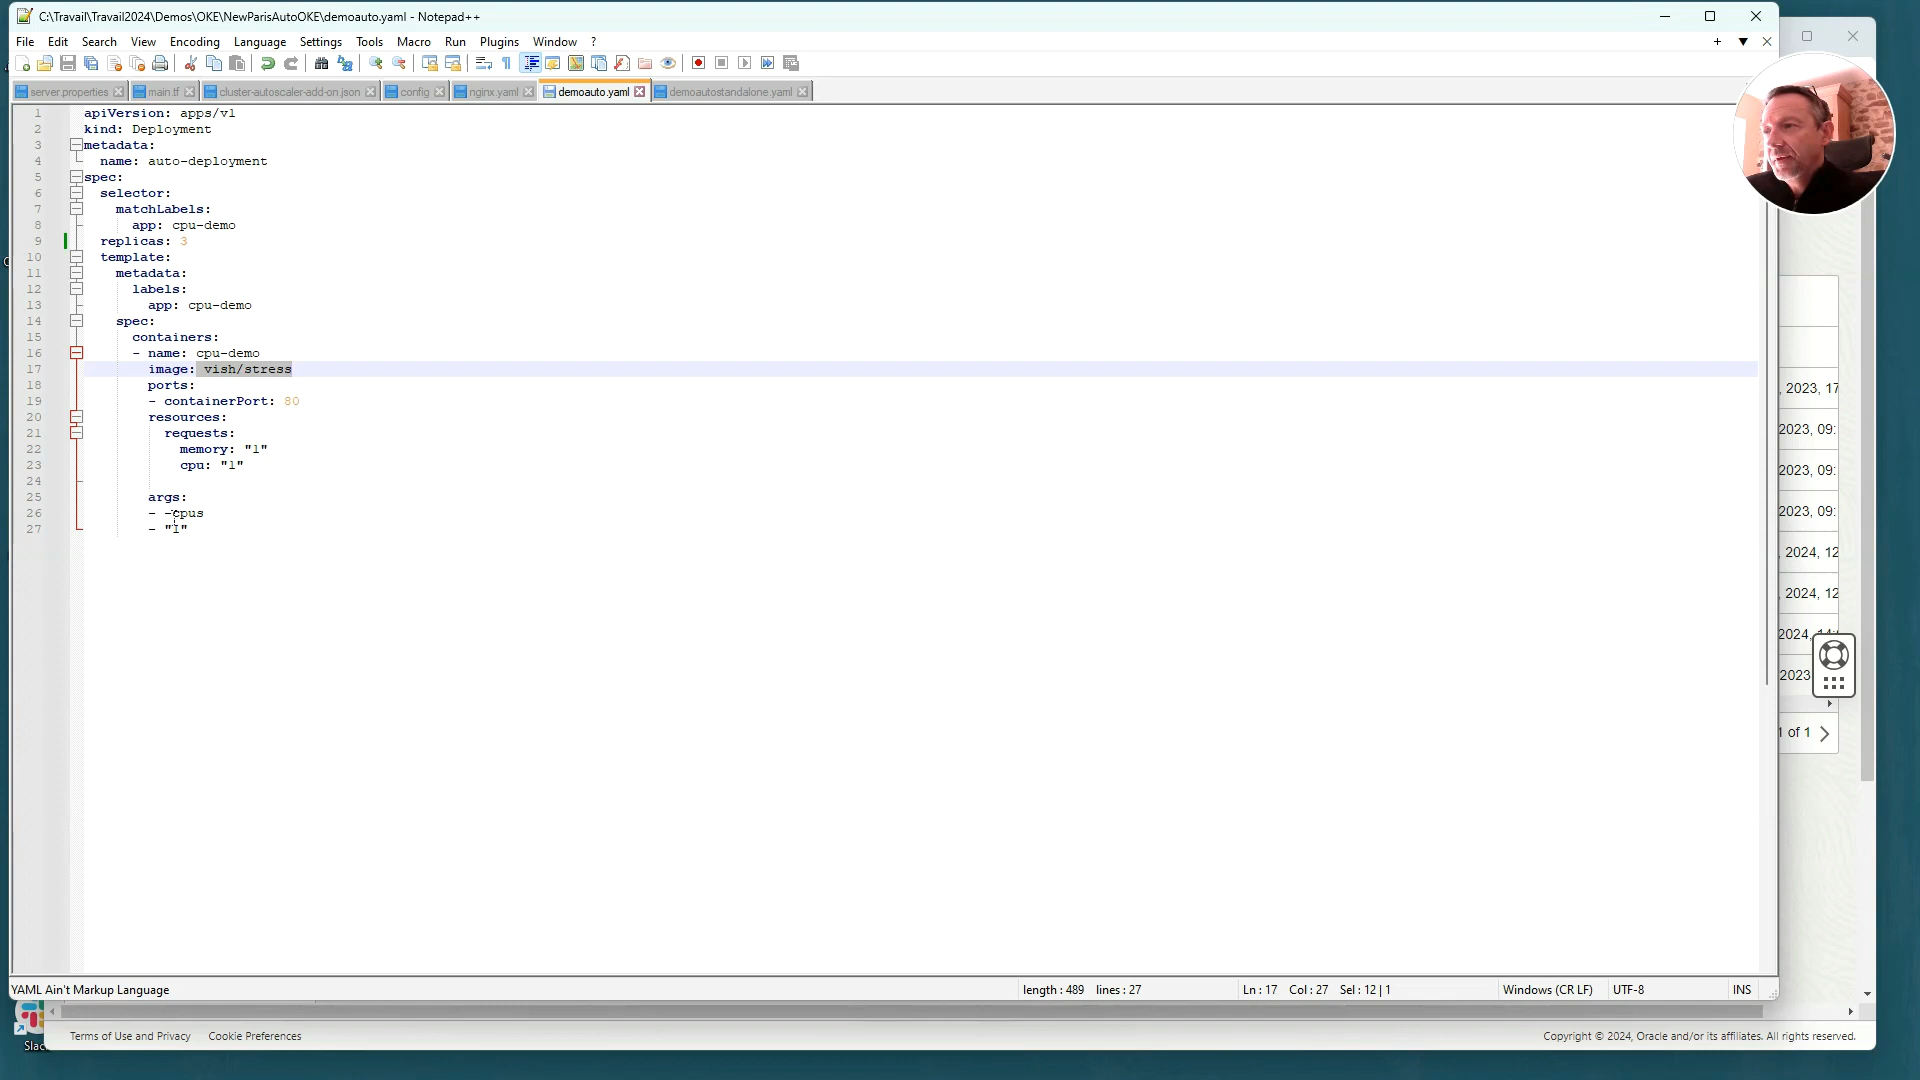 C:\Travail\Travail2024\Demos\OKE\NewParisAutoOKE\demoauto.yaml - Notepad++
File Edit Search View Encoding Language Settings Tools Macro Run Plugins Window ?
server.properties main.tf cluster-autoscaler-add-on.json config nginx.yaml demoauto.yaml demoautostandalone.yaml
1 apiVersion: apps/v1
2 kind: Deployment
3 metadata:
4 name: auto-deployment
5 spec:
6 selector:
7 matchLabels:
8 app: cpu-demo
9 replicas: 3
10 template:
11 metadata:
12 labels:
13 app: cpu-demo
14 spec:
15 containers:
16 - name: cpu-demo
17 image: vish/stress
18 ports:
19 - containerPort: 80
20 resources:
21 requests:
22 memory: "1"
23 cpu: "1"
24
25 args:
26 - -cpus
27 - "1"
, 2023, 17
2023, 09:
2023, 09:
2023, 09:
, 2024, 12
, 2024, 12
2024,
2023
1 of 1
YAML Ain't Markup Language length : 489 lines : 27 Ln : 17 Col : 27 Sel : 12 | 1 Windows (CR LF) UTF-8 INS
Terms of Use and Privacy Cookie Preferences Copyright © 2024, Oracle and/or its affiliates. All rights reserved.
Slac